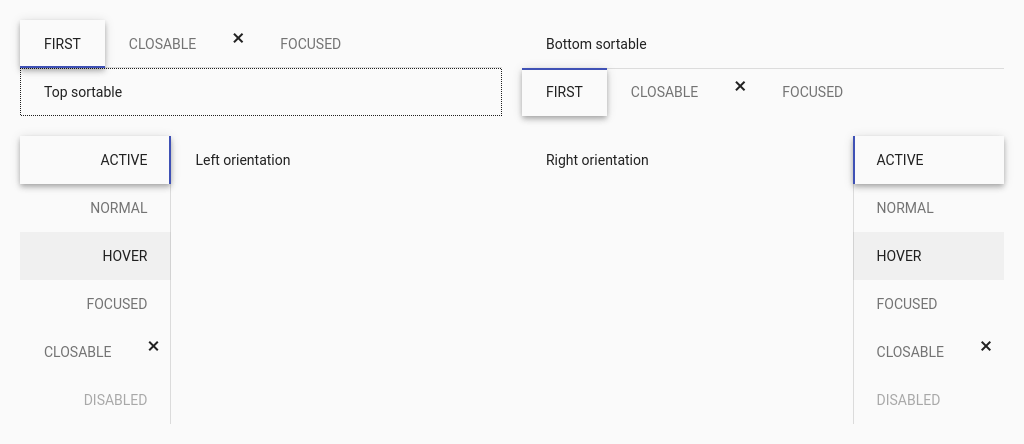 FIRST CLOSABLE × FOCUSED
Top sortable
Bottom sortable
FIRST CLOSABLE × FOCUSED
ACTIVE
NORMAL
HOVER
FOCUSED
CLOSABLE ×
DISABLED
Left orientation
Right orientation
ACTIVE
NORMAL
HOVER
FOCUSED
CLOSABLE ×
DISABLED